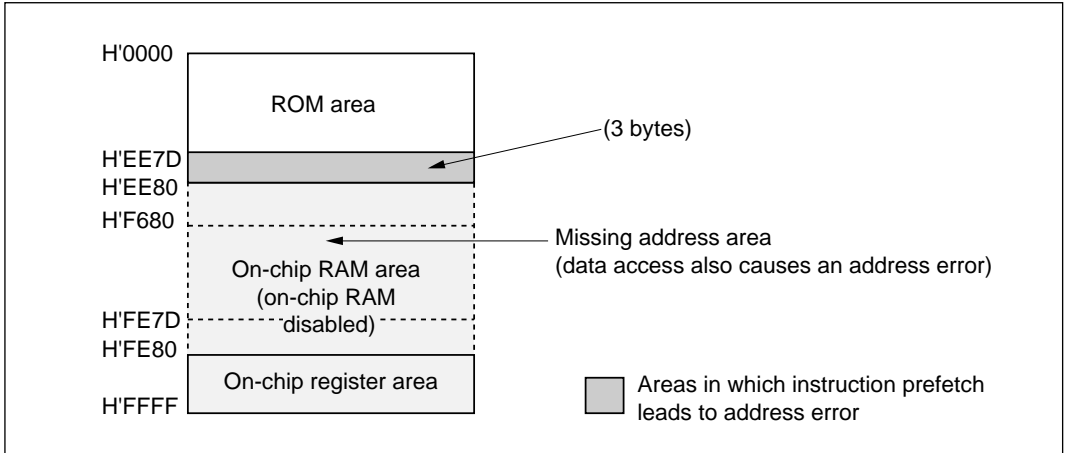 H'0000
ROM area
(3 bytes)
H'EE7D
H'EE80
H'F680
Missing address area
(data access also causes an address error)
On-chip RAM area
(on-chip RAM
disabled)
H'FE7D
H'FE80
On-chip register area
H'FFFF
Areas in which instruction prefetch
leads to address error